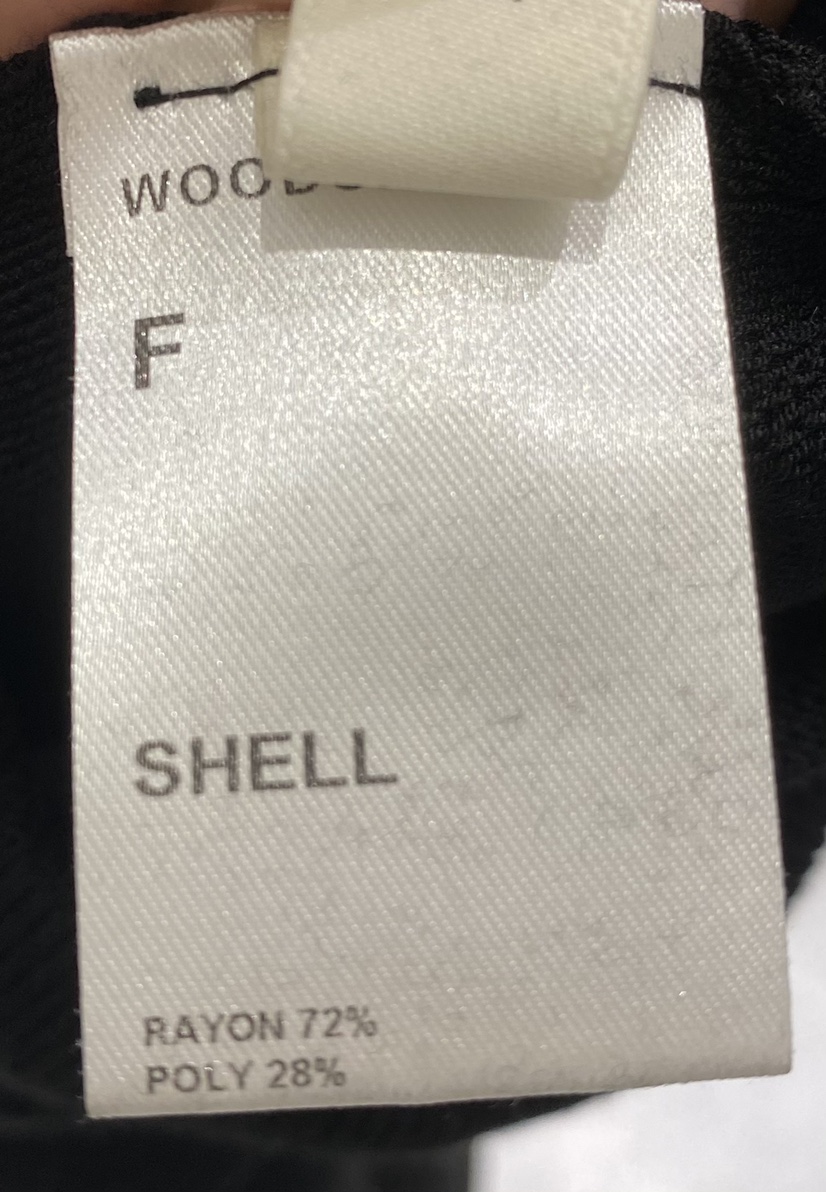 F
SHELL
RAYON 72%
POLY 28%